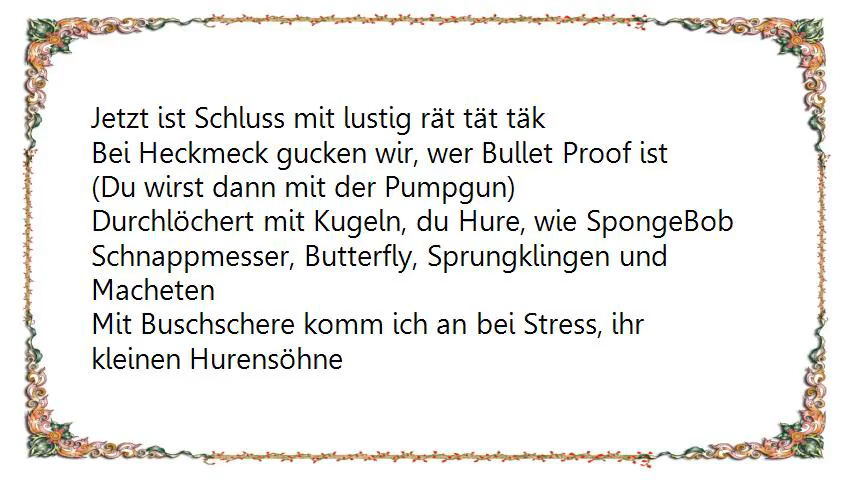 Jetzt ist Schluss mit lustig rät tät täk
Bei Heckmeck gucken wir, wer Bullet Proof ist
(Du wirst dann mit der Pumpgun)
Durchlöchert mit Kugeln, du Hure, wie SpongeBob
Schnappmesser, Butterfly, Sprungklingen und
Macheten
Mit Buschschere komm ich an bei Stress, ihr
kleinen Hurensöhne